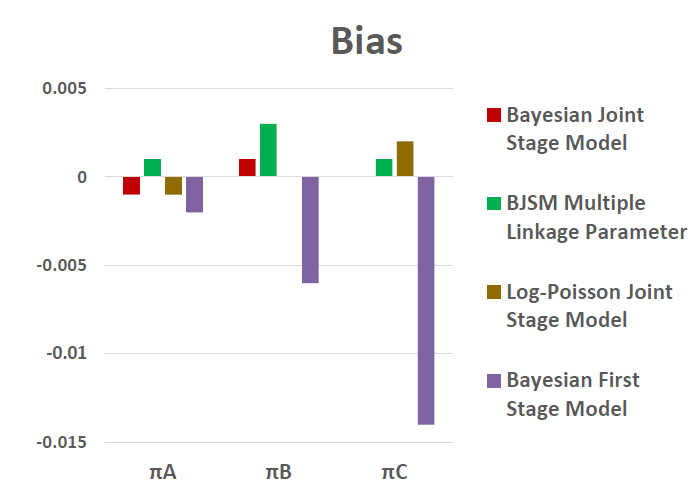 Bias
0.005
0
-0.005
-0.01
-0.015
πA
πB
πC
Bayesian Joint
Stage Model
BJSM Multiple
Linkage Parameter
Log-Poisson Joint
Stage Model
Bayesian First
Stage Model